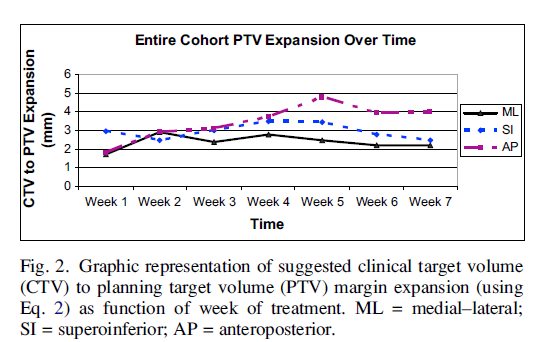 Entire Cohort PTV Expansion Over Time
CTV to PTV Expansion
(mm)
6
5
4
3
2
1
0
Week 1 Week 2 Week 3 Week 4 Week 5 Week 6 Week 7
Time
ML
SI
AP
Fig. 2. Graphic representation of suggested clinical target volume
(CTV) to planning target volume (PTV) margin expansion (using
Eq. 2) as function of week of treatment. ML = medial–lateral;
SI = superoinferior; AP = anteroposterior.